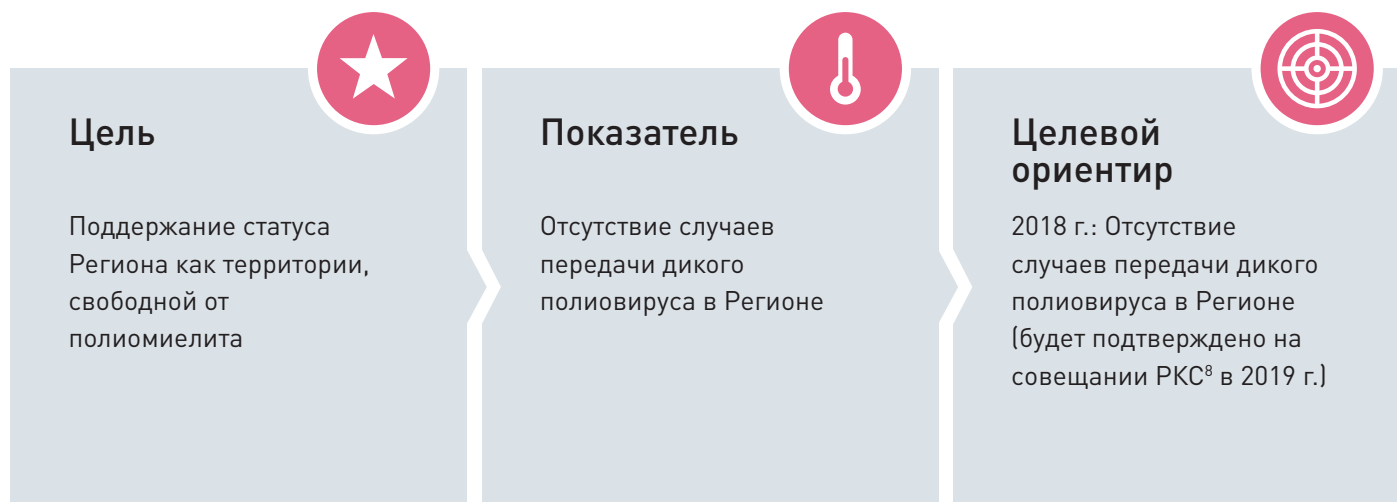 Цель
Поддержание статуса
Региона как территории,
свободной от
полиомиелита
Показатель
Отсутствие случаев
передачи дикого
полиовируса в Регионе
Целевой
ориентир
2018 г.: Отсутствие
случаев передачи дикого
полиовируса в Регионе
(будет подтверждено на
совещании РКС⁸ в 2019 г.)